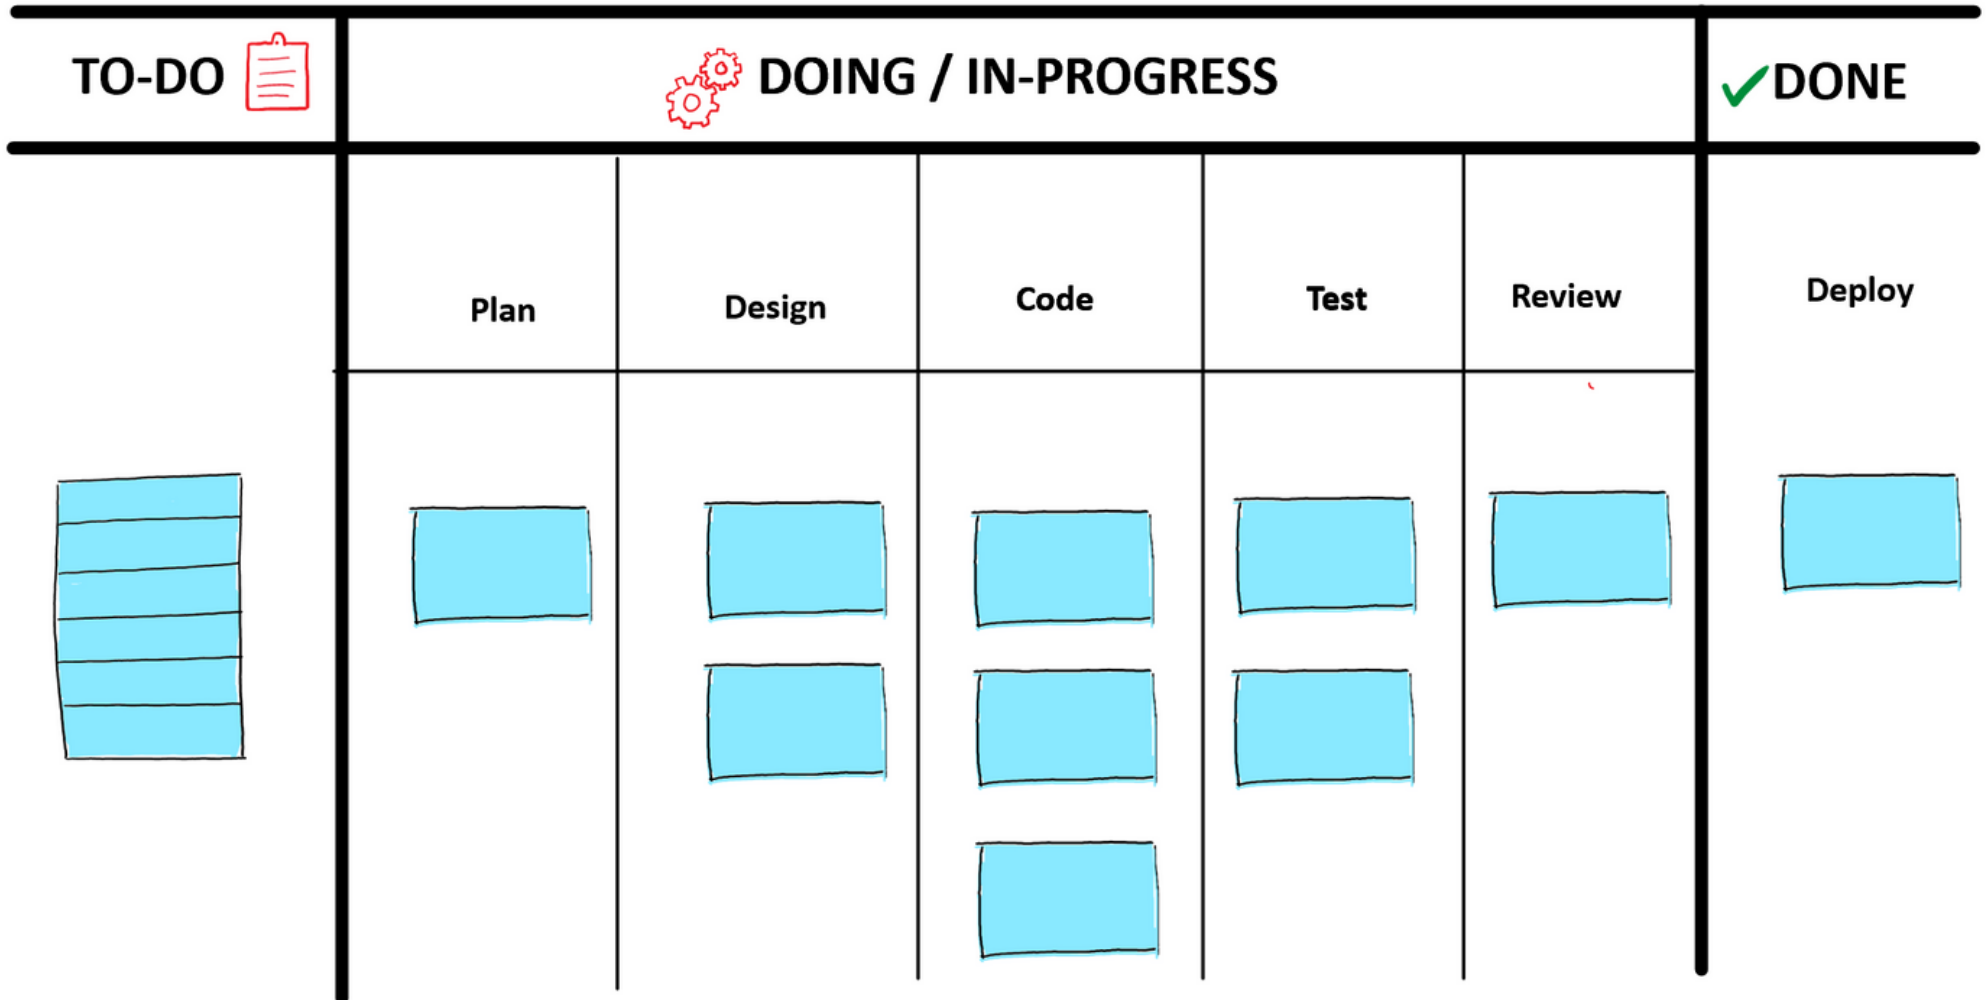 TO-DO
DOING / IN-PROGRESS
DONE
Plan
Design
Code
Test
Review
Deploy